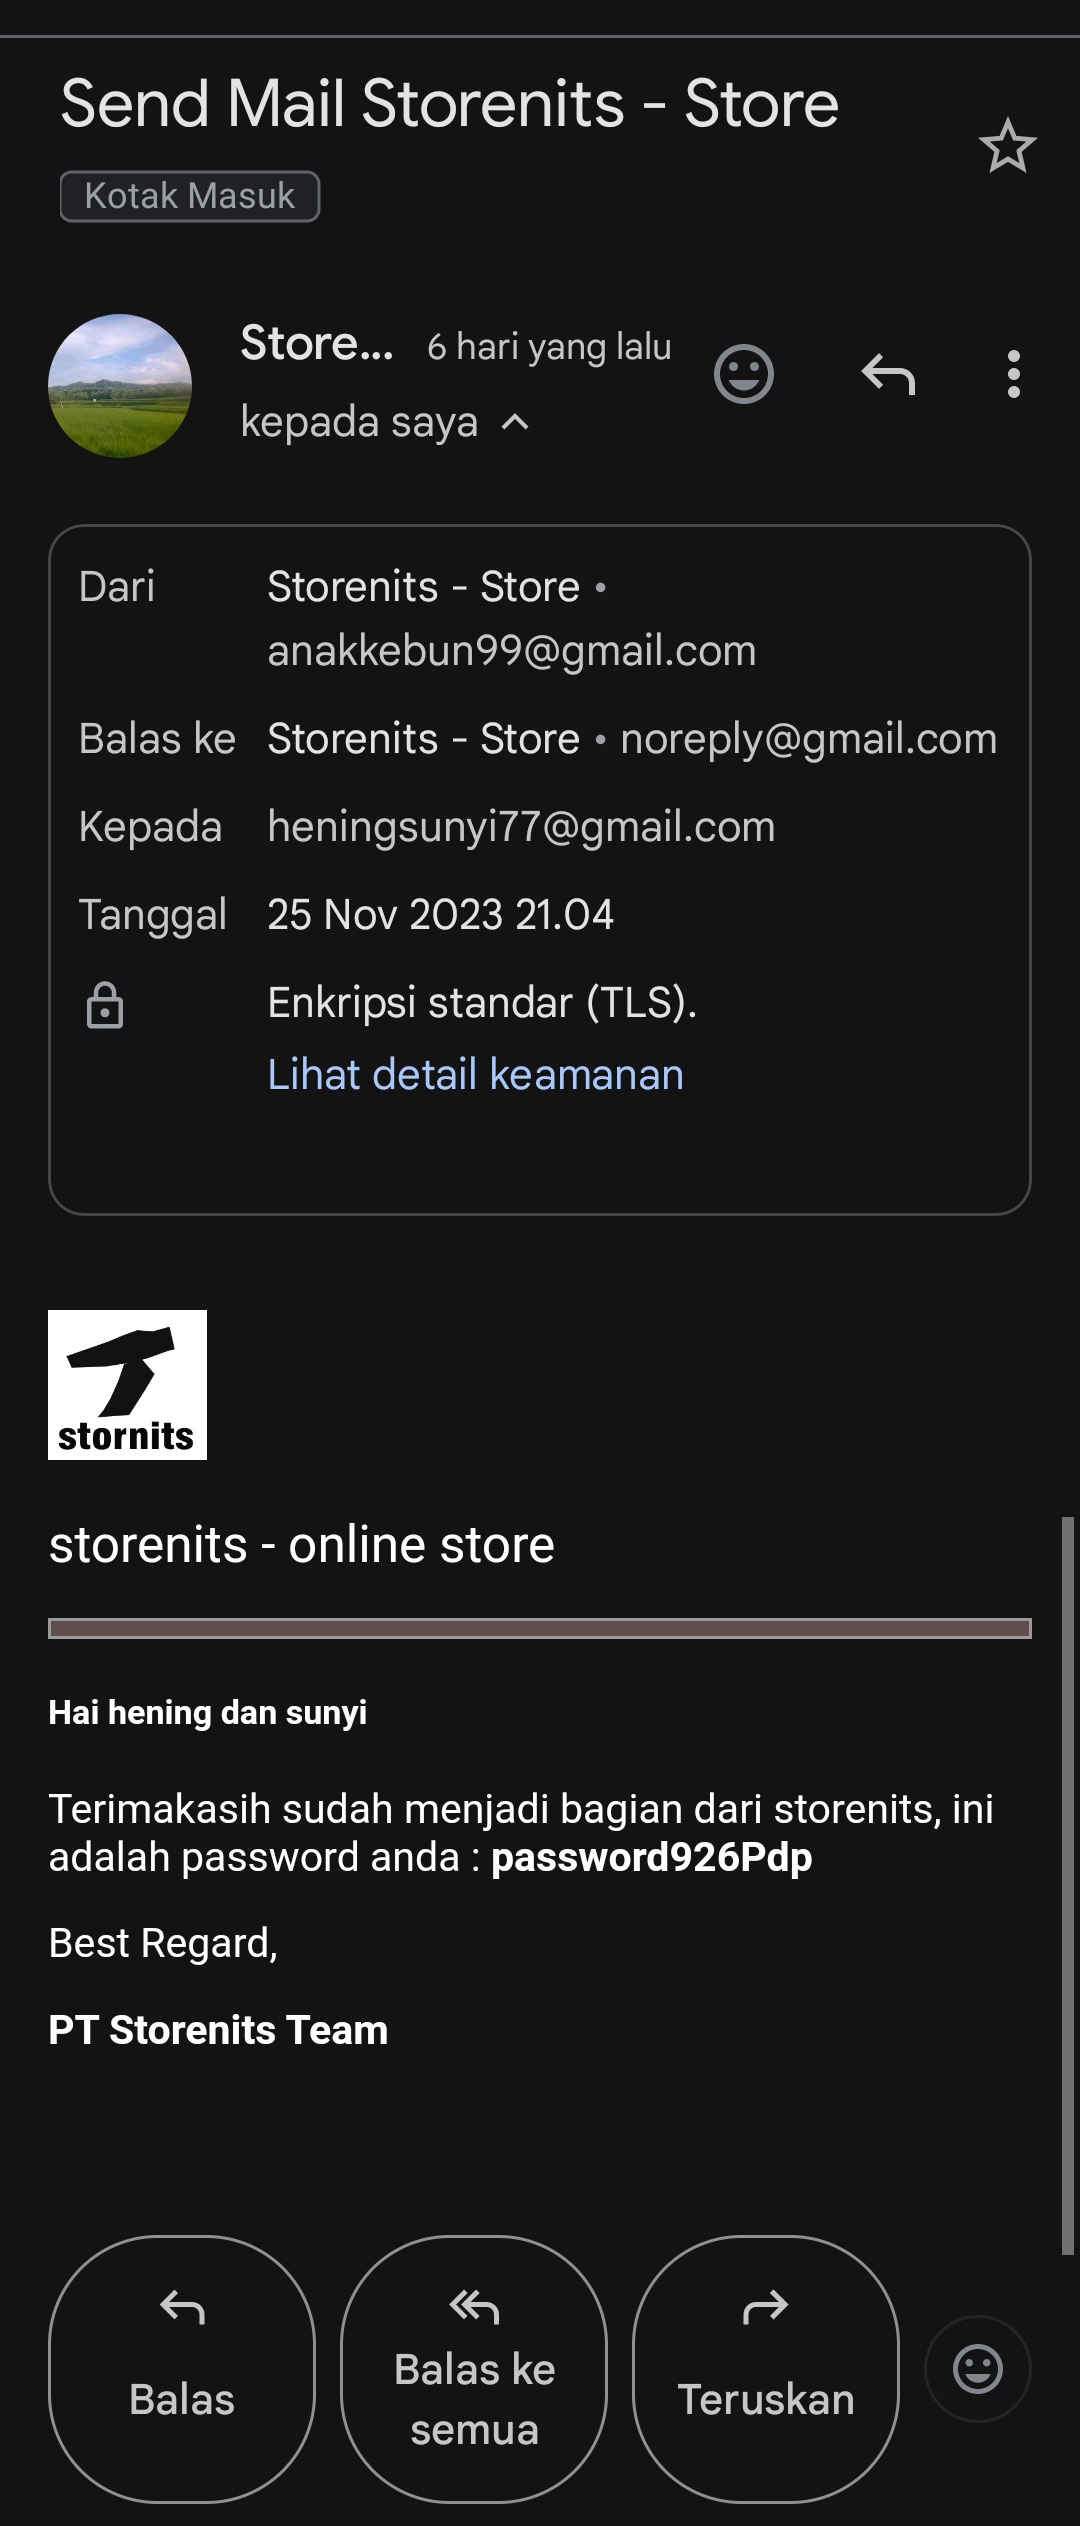 Send Mail Storenits - Store
Kotak Masuk
Store... 6 hari yang lalu
kepada saya
Dari Storenits - Store •
anakkebun99@gmail.com
Balas ke Storenits - Store • noreply@gmail.com
Kepada heningsunyi77@gmail.com
Tanggal 25 Nov 2023 21.04
Enkripsi standar (TLS).
Lihat detail keamanan
stornits
storenits - online store
Hai hening dan sunyi
Terimakasih sudah menjadi bagian dari storenits, ini
adalah password anda : password926Pdp
Best Regard,
PT Storenits Team
Balas
Balas ke
semua
Teruskan